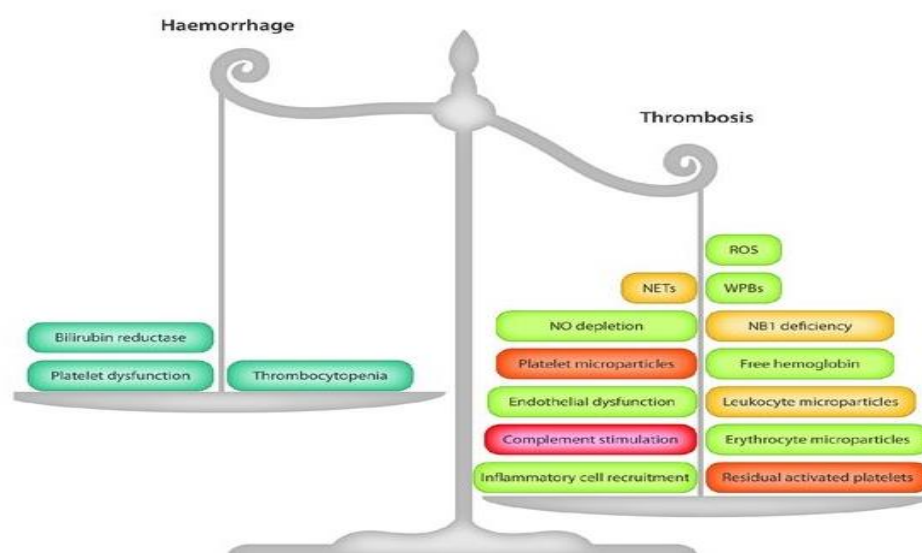 Haemorrhage
Thrombosis
ROS
NETs WPBs
Bilirubin reductase NO depletion NB1 deficiency
Platelet dysfunction Thrombocytopenia Platelet microparticles Free hemoglobin
Endothelial dysfunction Leukocyte microparticles
Complement stimulation Erythrocyte microparticles
Inflammatory cell recruitment Residual activated platelets